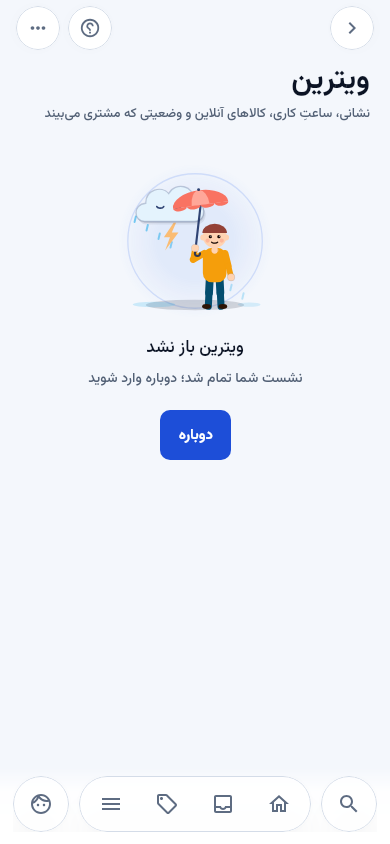 ویترین
نشانی، ساعتِ کاری، کالاهای آنلاین و وضعیتی که مشتری می‌بیند
ویترین باز نشد
نشست شما تمام شد؛ دوباره وارد شوید
دوباره